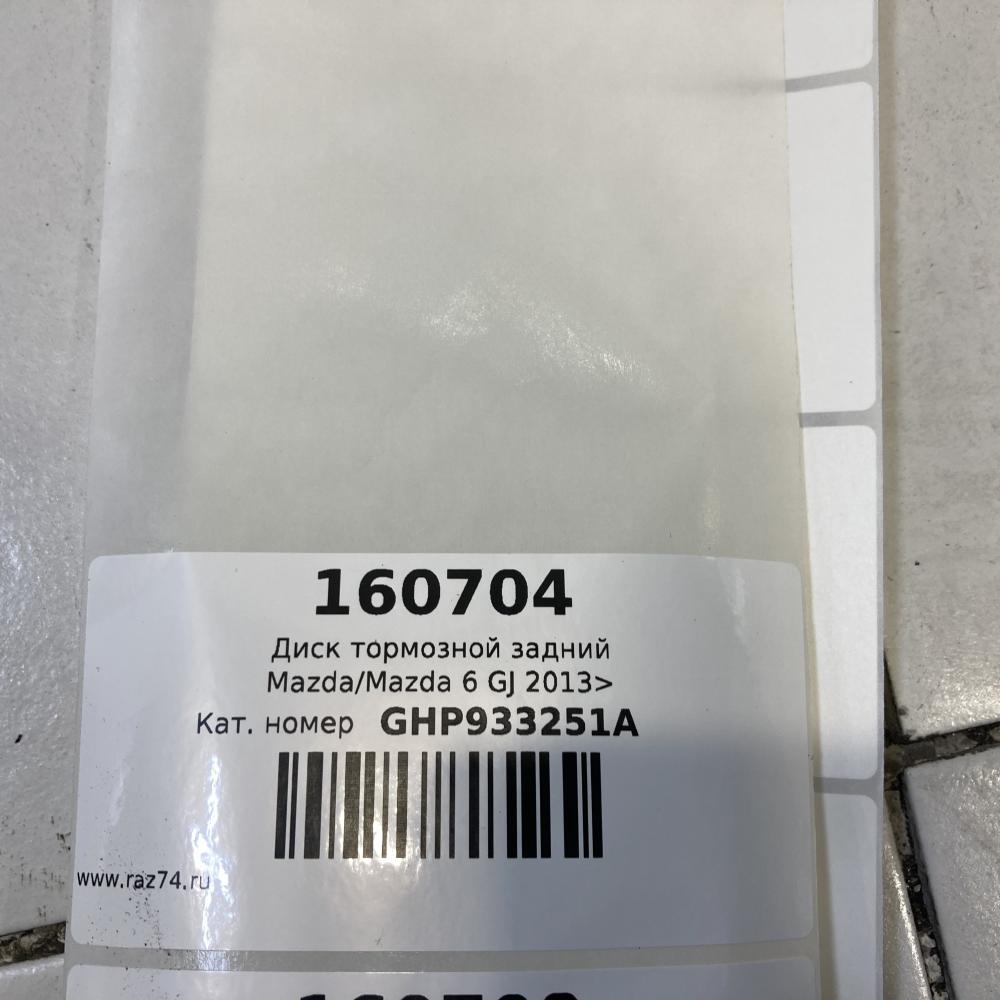 160704
Диск тормозной задний
Mazda/Mazda 6 GJ 2013>
Кат. номер GHP933251A
www.raz74.ru